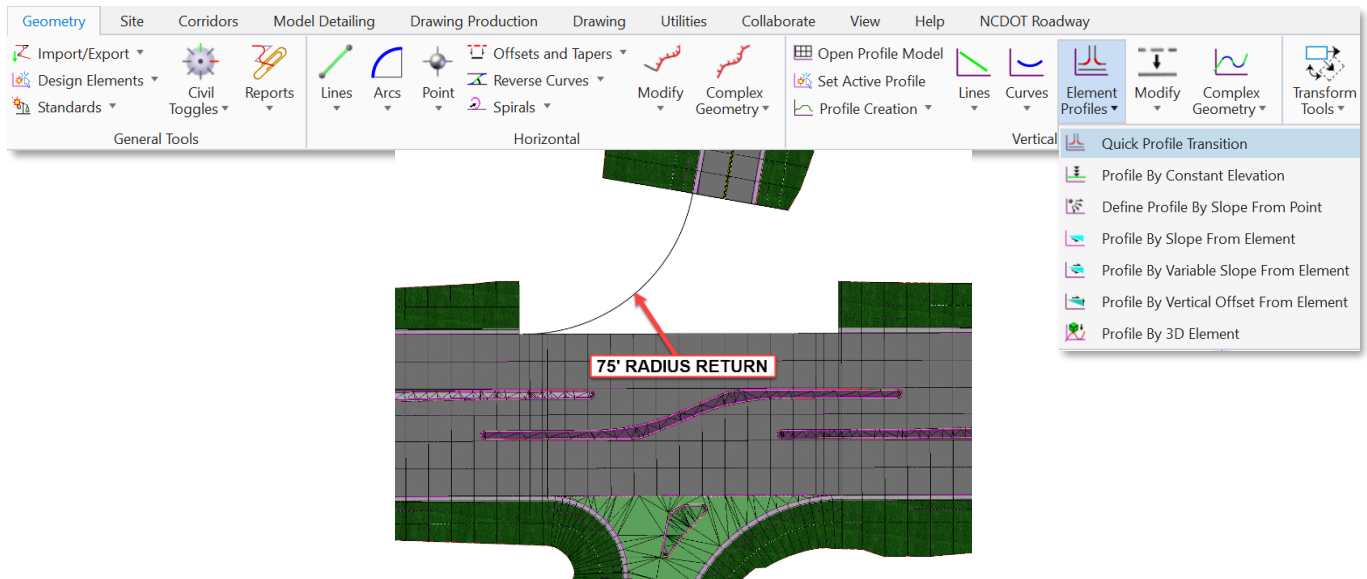 Geometry Site Corridors Model Detailing Drawing Production Drawing Utilities Collaborate View Help NCDOT Roadway
Import/Export
Design Elements
Standards
Civil
Toggles
Reports
General Tools
Lines
Arcs
Point
Offsets and Tapers
Reverse Curves
Spirals
Modify
Complex
Geometry
Horizontal
Open Profile Model
Set Active Profile
Profile Creation
Lines
Curves
Element
Profiles
Modify
Complex
Geometry
Vertical
Transform
Tools
Quick Profile Transition
Profile By Constant Elevation
Define Profile By Slope From Point
Profile By Slope From Element
Profile By Variable Slope From Element
Profile By Vertical Offset From Element
Profile By 3D Element
75' RADIUS RETURN